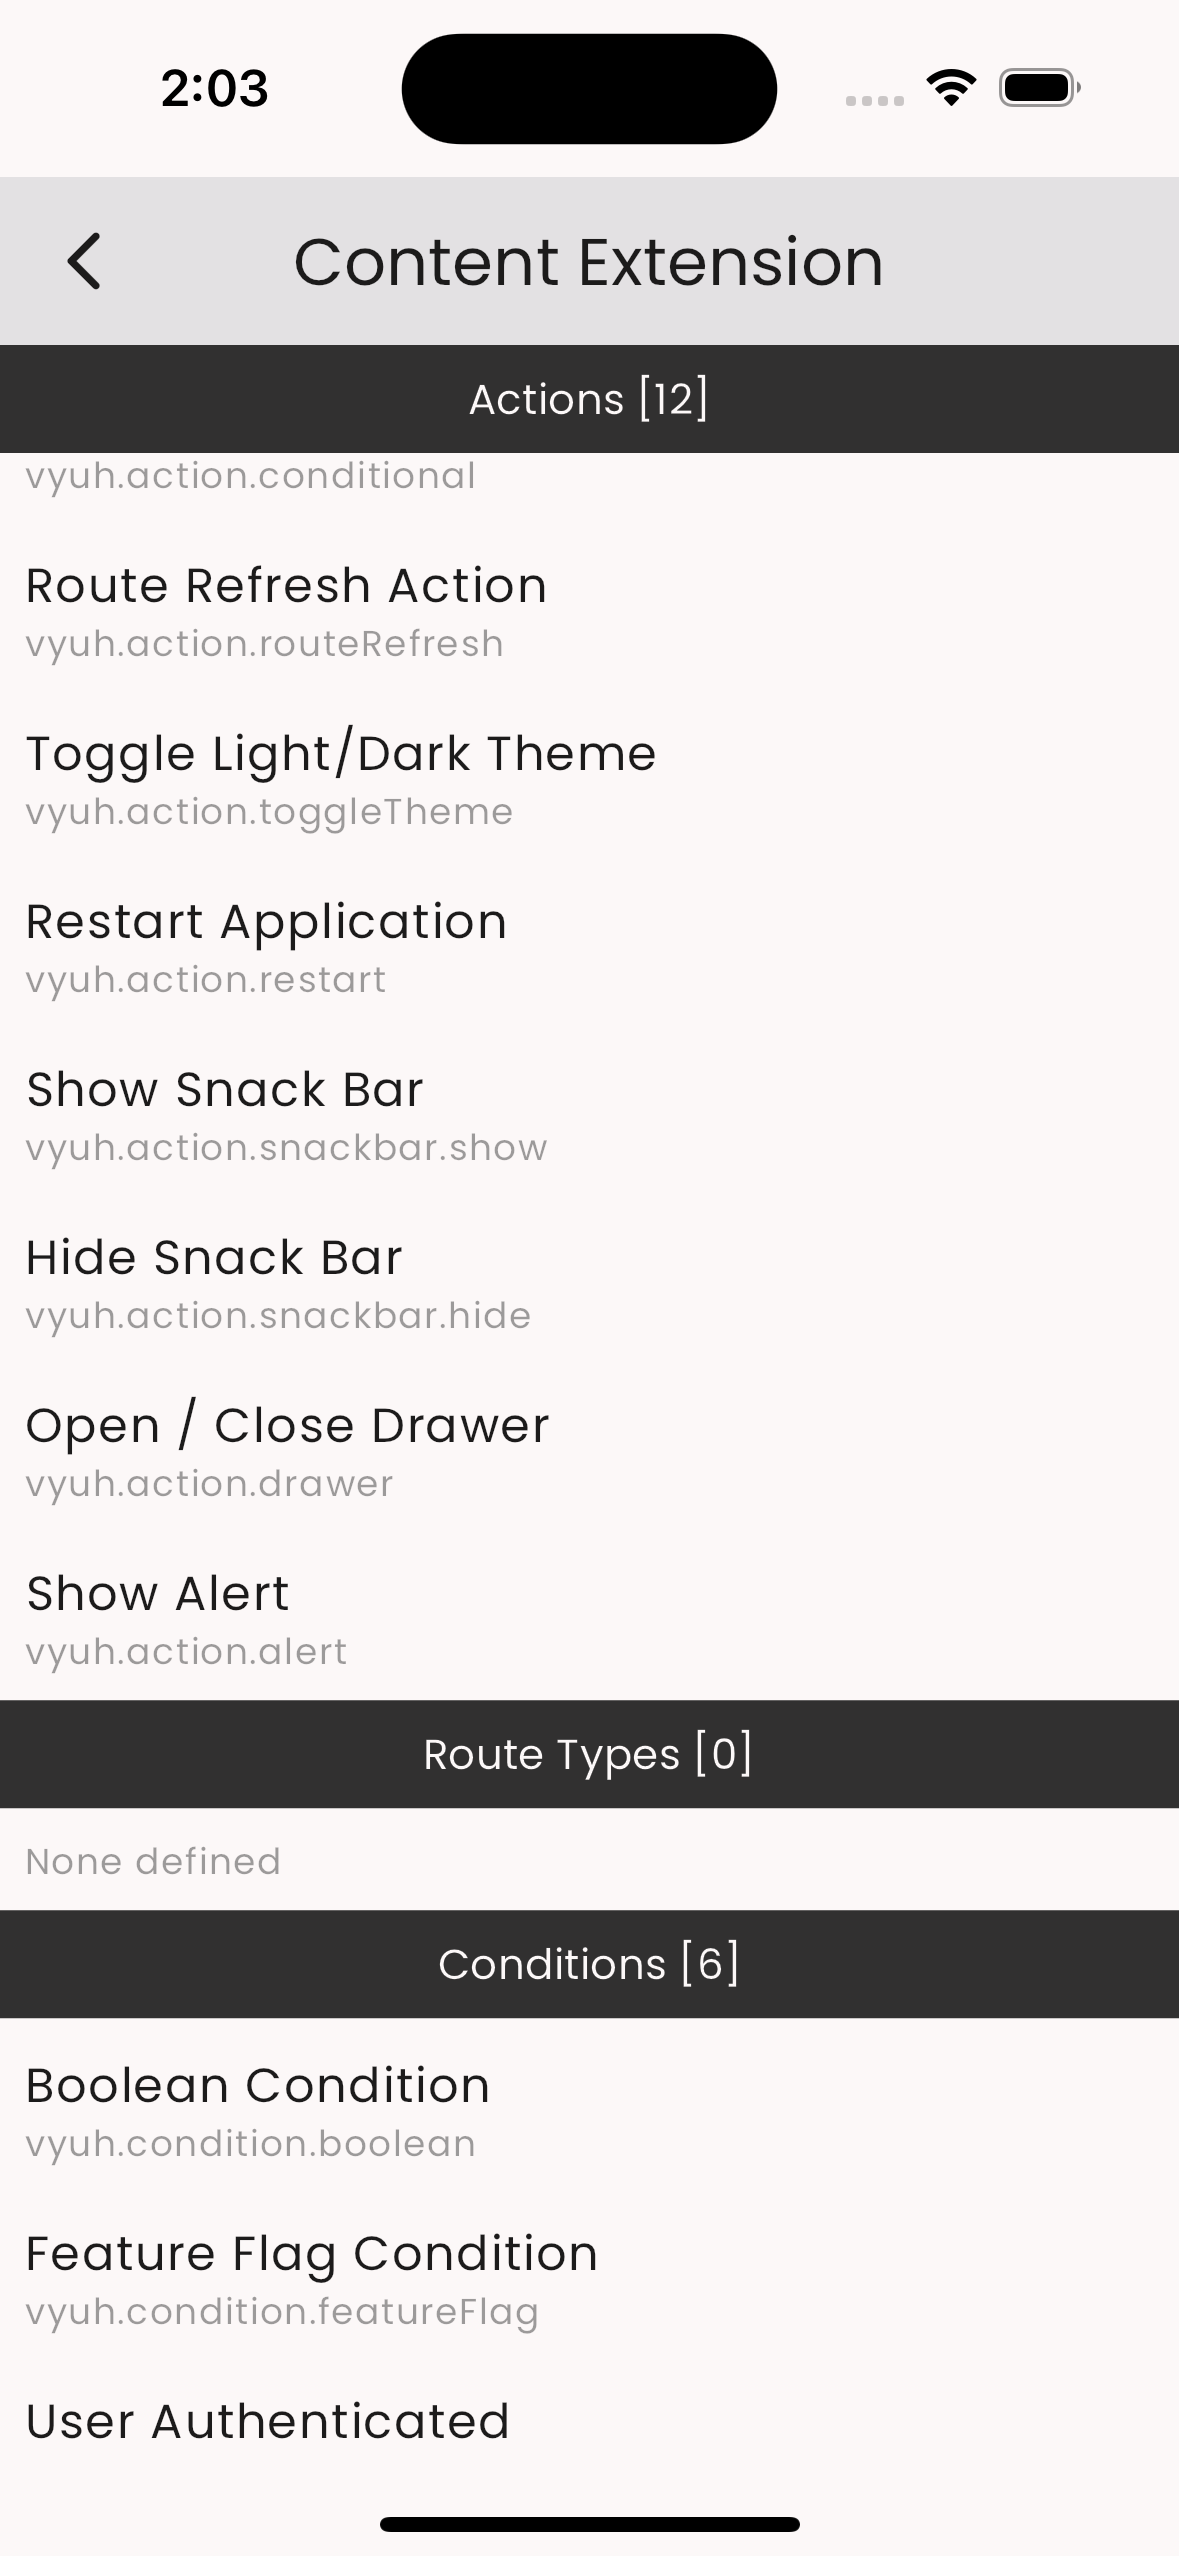 2:03
Content Extension
Actions [12]
vyuh.action.conditional
Route Refresh Action
vyuh.action.routeRefresh
Toggle Light/Dark Theme
vyuh.action.toggleTheme
Restart Application
vyuh.action.restart
Show Snack Bar
vyuh.action.snackbar.show
Hide Snack Bar
vyuh.action.snackbar.hide
Open / Close Drawer
vyuh.action.drawer
Show Alert
vyuh.action.alert
Route Types [0]
None defined
Conditions [6]
Boolean Condition
vyuh.condition.boolean
Feature Flag Condition
vyuh.condition.featureFlag
User Authenticated